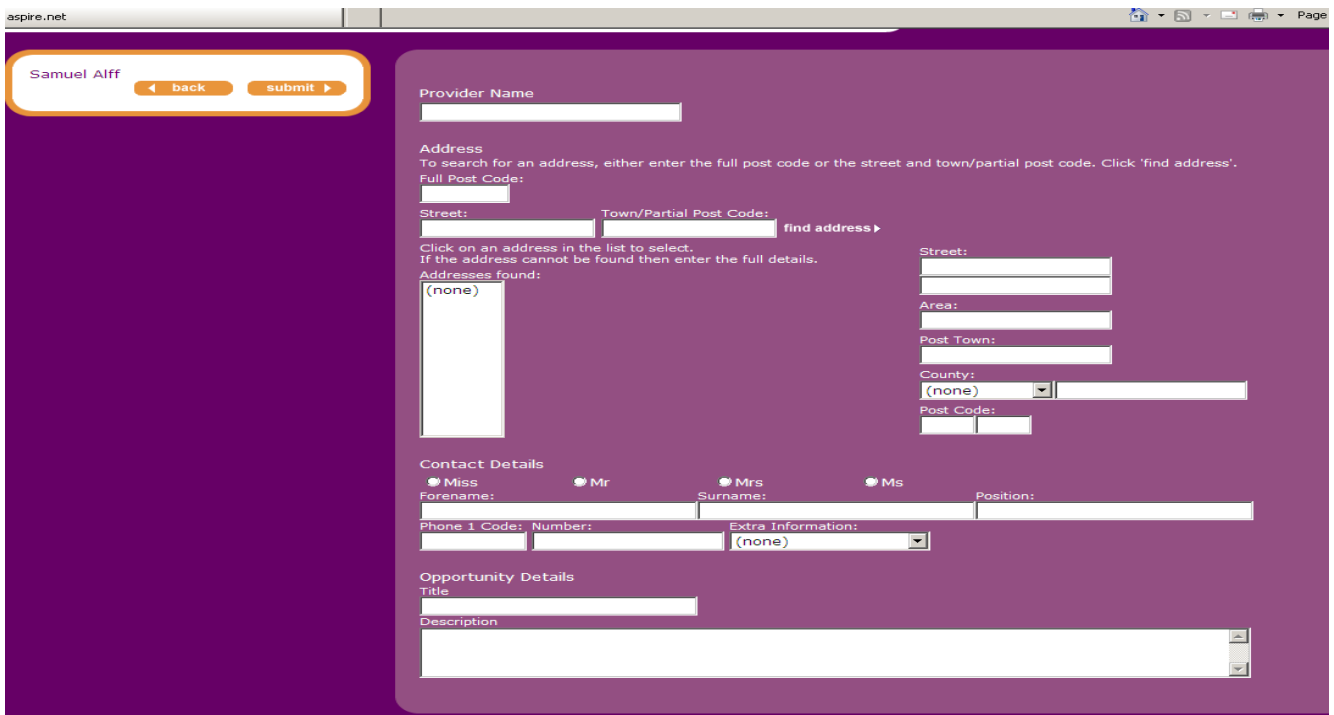 aspire.net
Page
Samuel Alff
back submit
Provider Name
Address
To search for an address, either enter the full post code or the street and town/partial post code. Click 'find address'.
Full Post Code:
Street: Town/Partial Post Code:
find address
Click on an address in the list to select.
If the address cannot be found then enter the full details.
Addresses found:
(none)
Street:
Area:
Post Town:
County:
(none)
Post Code:
Contact Details
Miss Mr Mrs Ms
Forename: Surname: Position:
Phone 1 Code: Number: Extra Information:
(none)
Opportunity Details
Title
Description